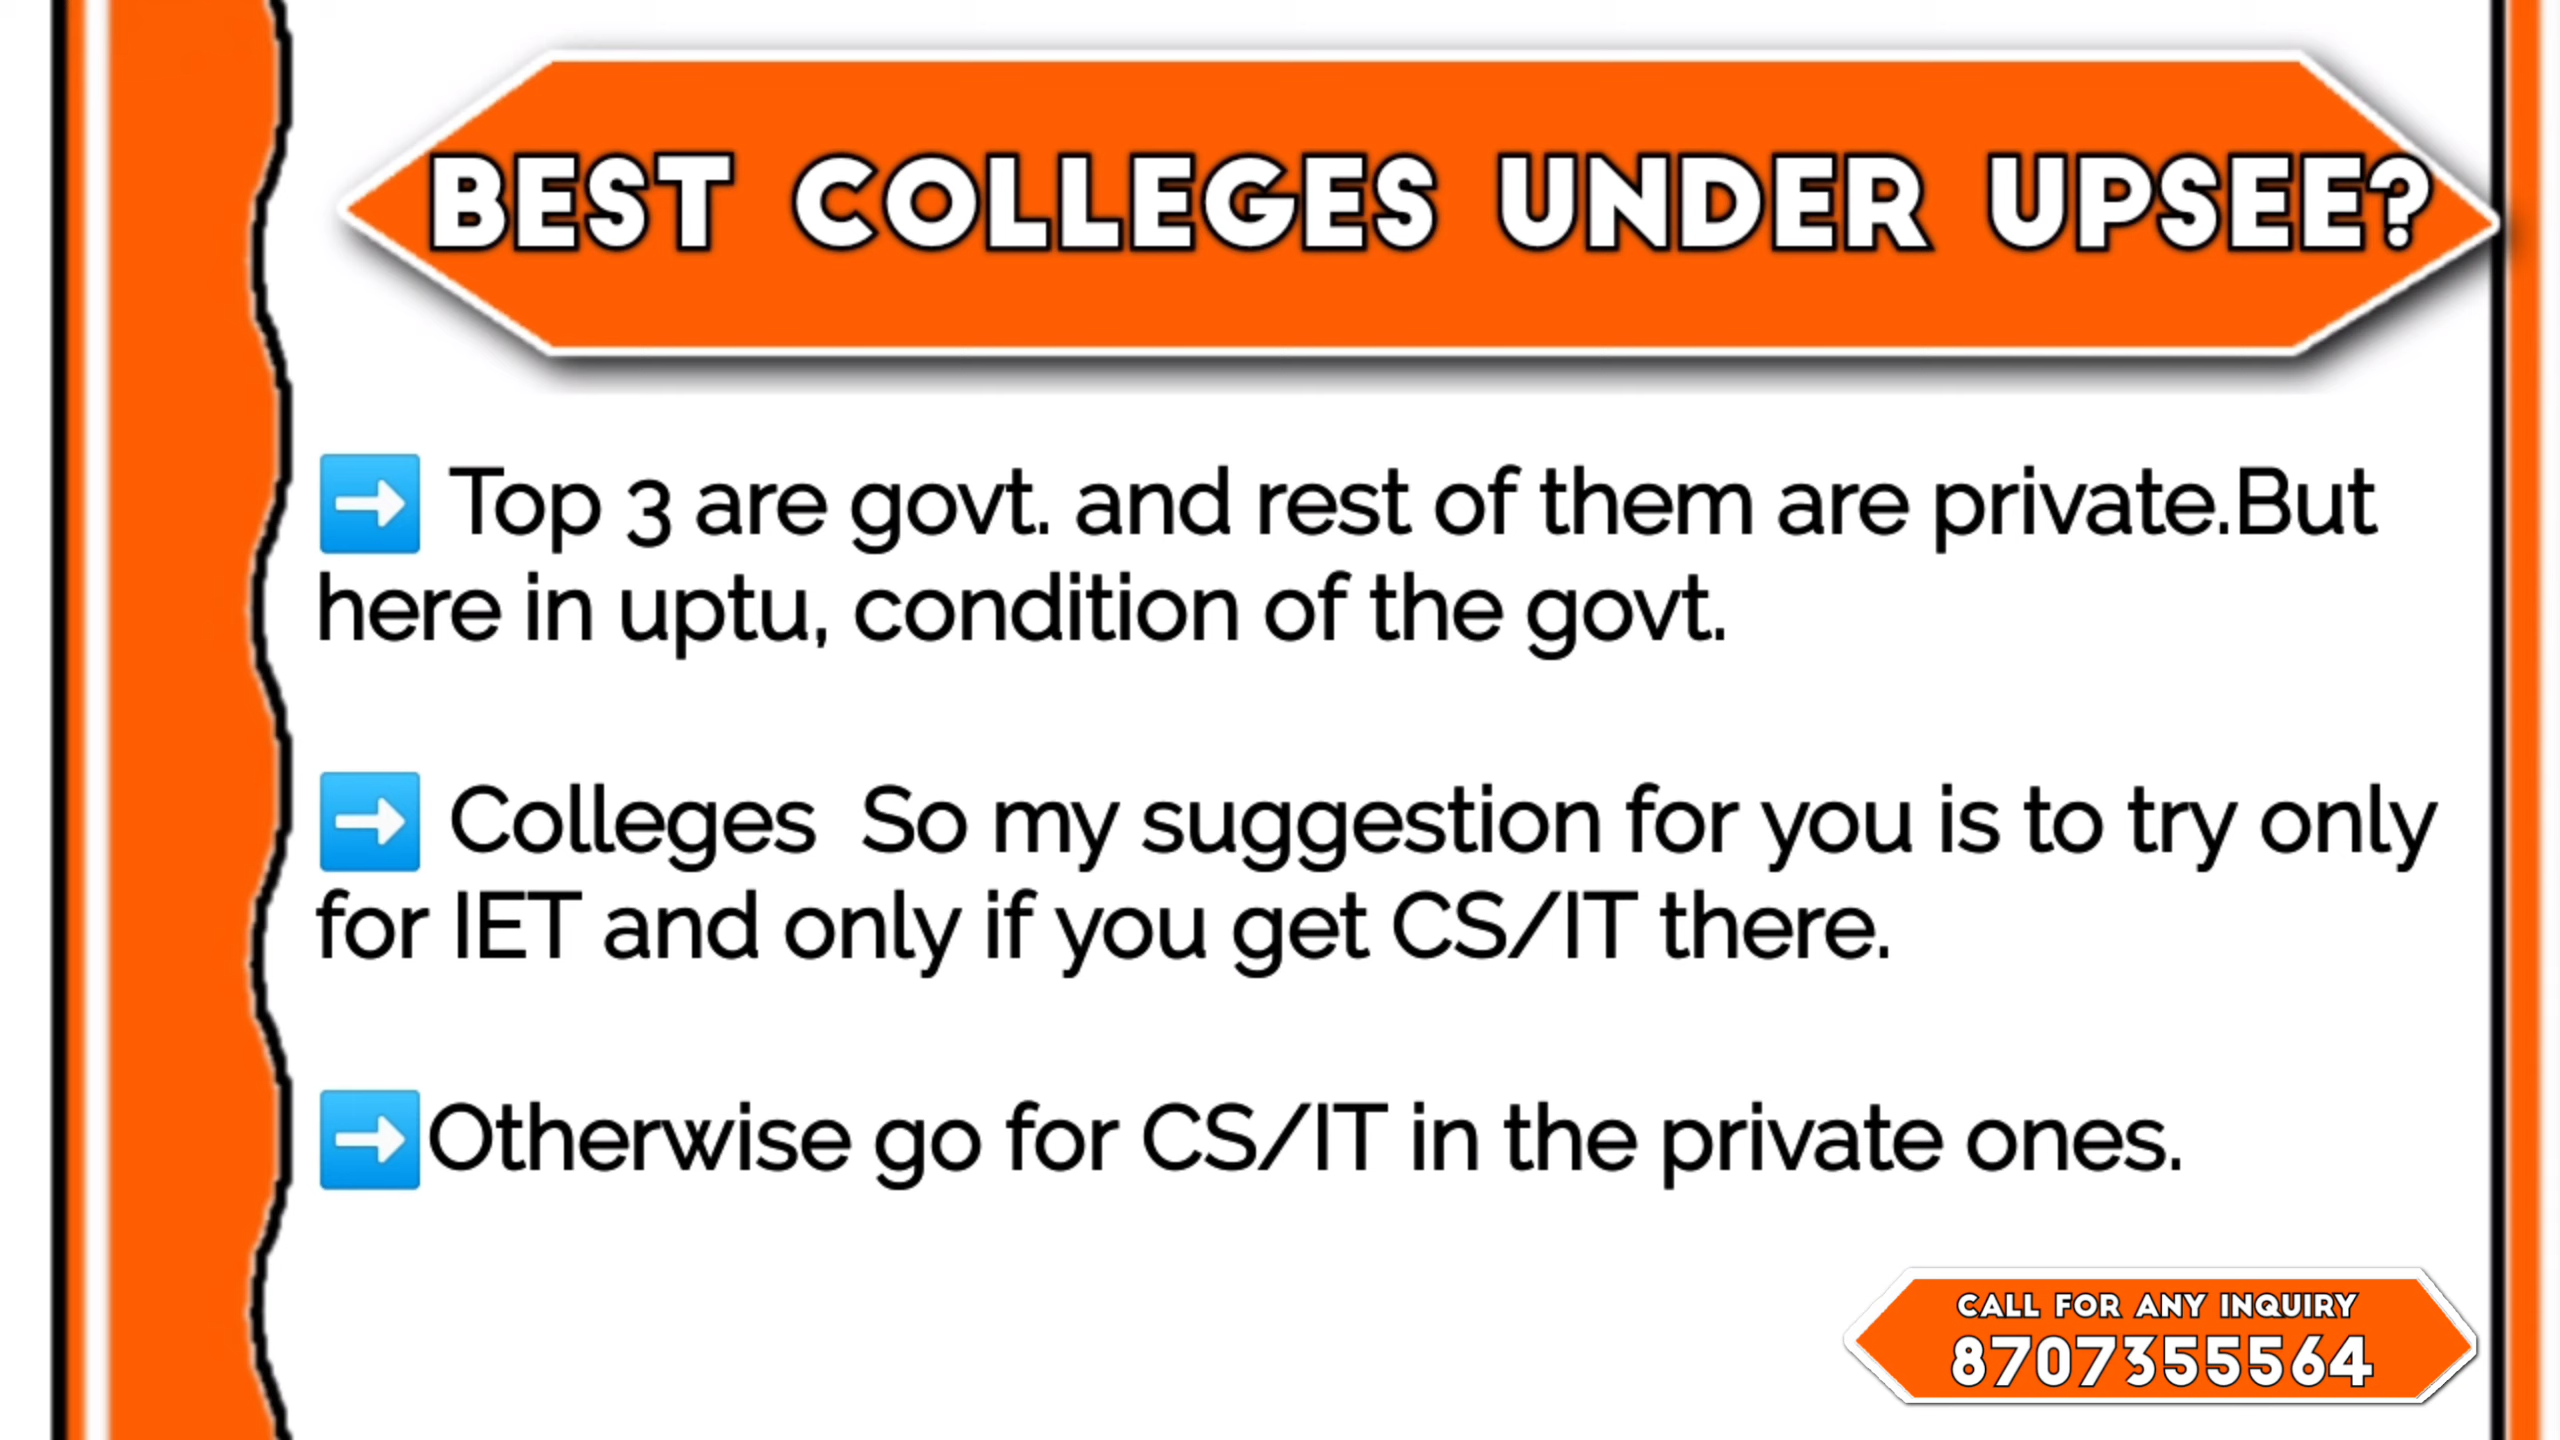 BEST COLLEGES UNDER UPSEE?
➡️ Top 3 are govt. and rest of them are private.But
here in uptu, condition of the govt.
➡️ Colleges  So my suggestion for you is to try only
for IET and only if you get CS/IT there.
➡️Otherwise go for CS/IT in the private ones.
CALL FOR ANY INQUIRY
8707355564